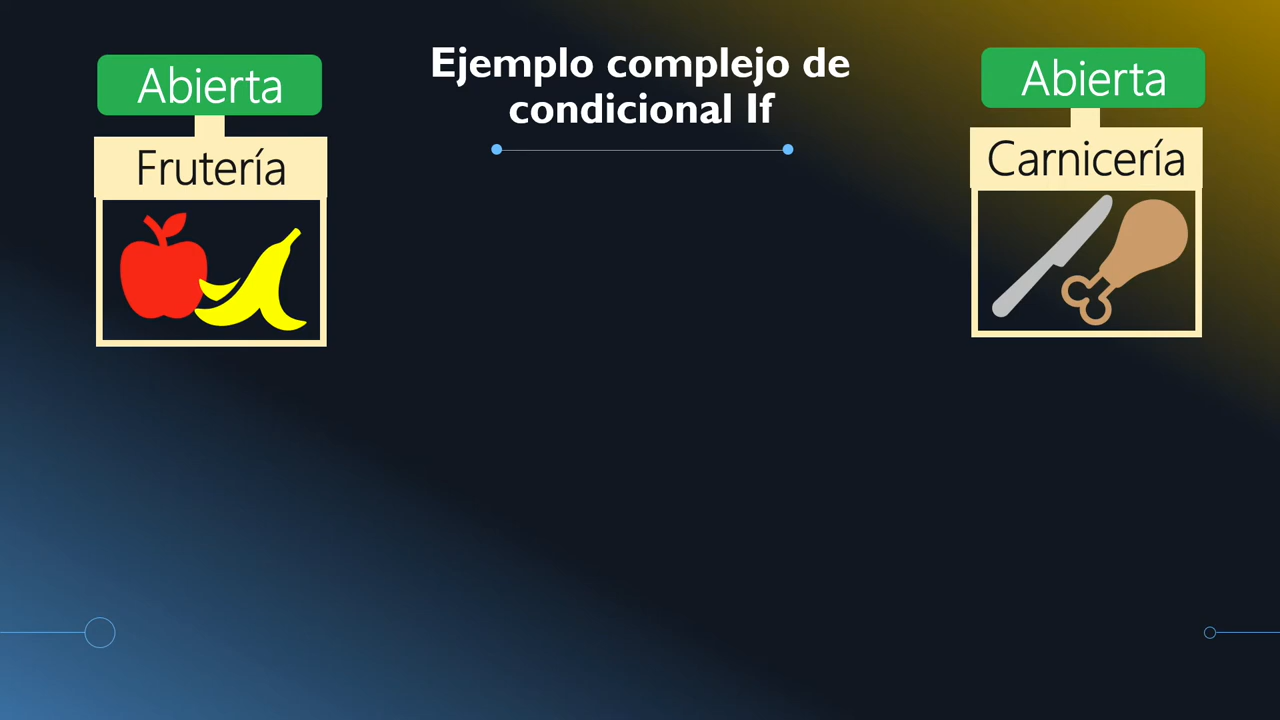 Abierta
Frutería
Ejemplo complejo de
condicional If
Abierta
Carnicería